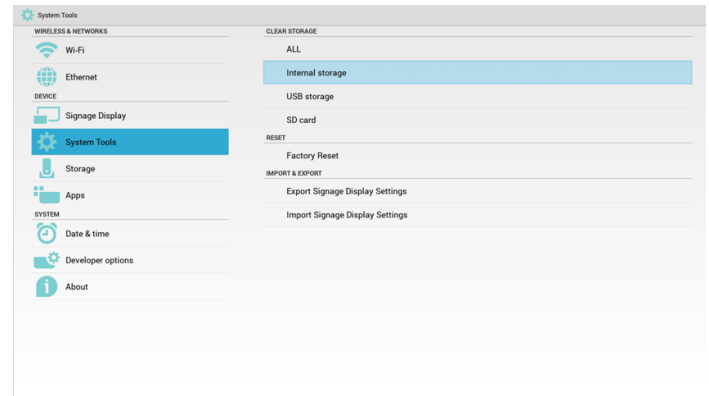 System Tools
WIRELESS & NETWORKS
Wi-Fi
Ethernet
DEVICE
Signage Display
System Tools
Storage
Apps
SYSTEM
Date & time
Developer options
About
CLEAR STORAGE
ALL
Internal storage
USB storage
SD card
RESET
Factory Reset
IMPORT & EXPORT
Export Signage Display Settings
Import Signage Display Settings